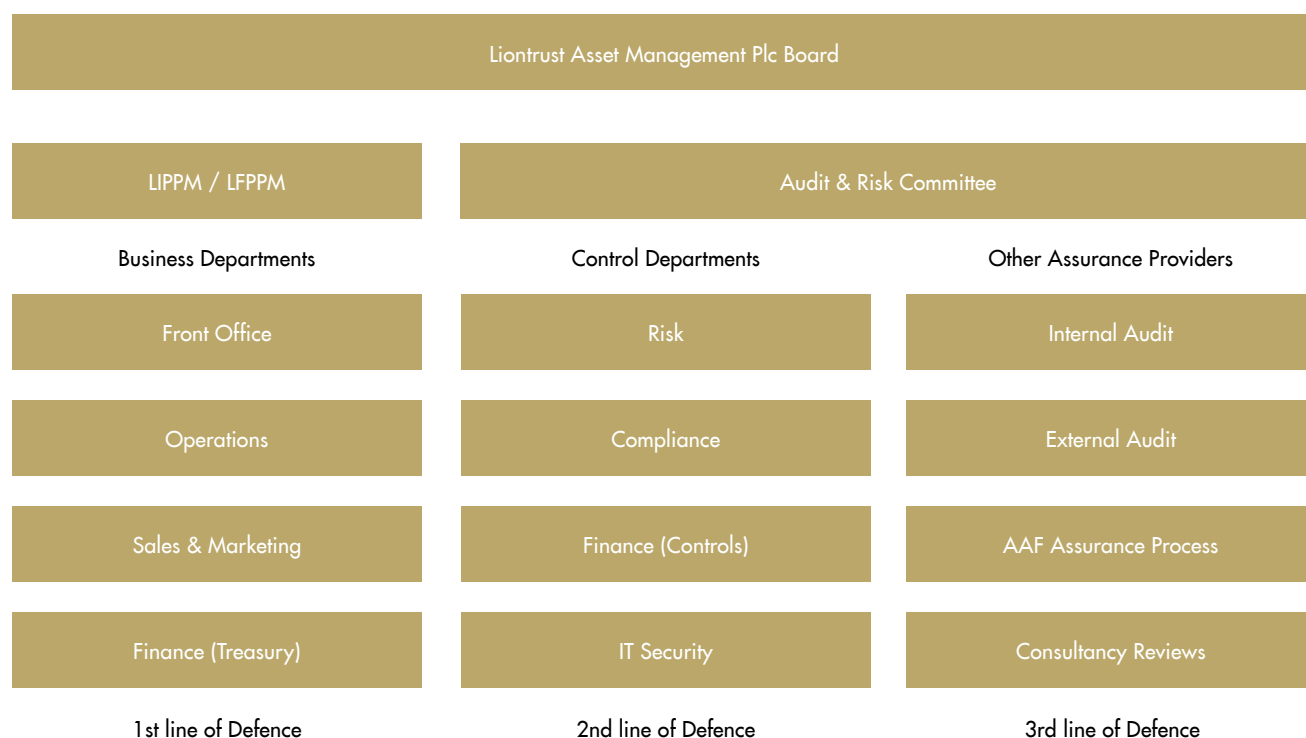 Liontrust Asset Management Plc Board
LIPPM / LFPPM
Audit & Risk Committee
Business Departments
Control Departments
Other Assurance Providers
Front Office
Risk
Internal Audit
Operations
Compliance
External Audit
Sales & Marketing
Finance (Controls)
AAF Assurance Process
Finance (Treasury)
IT Security
Consultancy Reviews
1st line of Defence
2nd line of Defence
3rd line of Defence